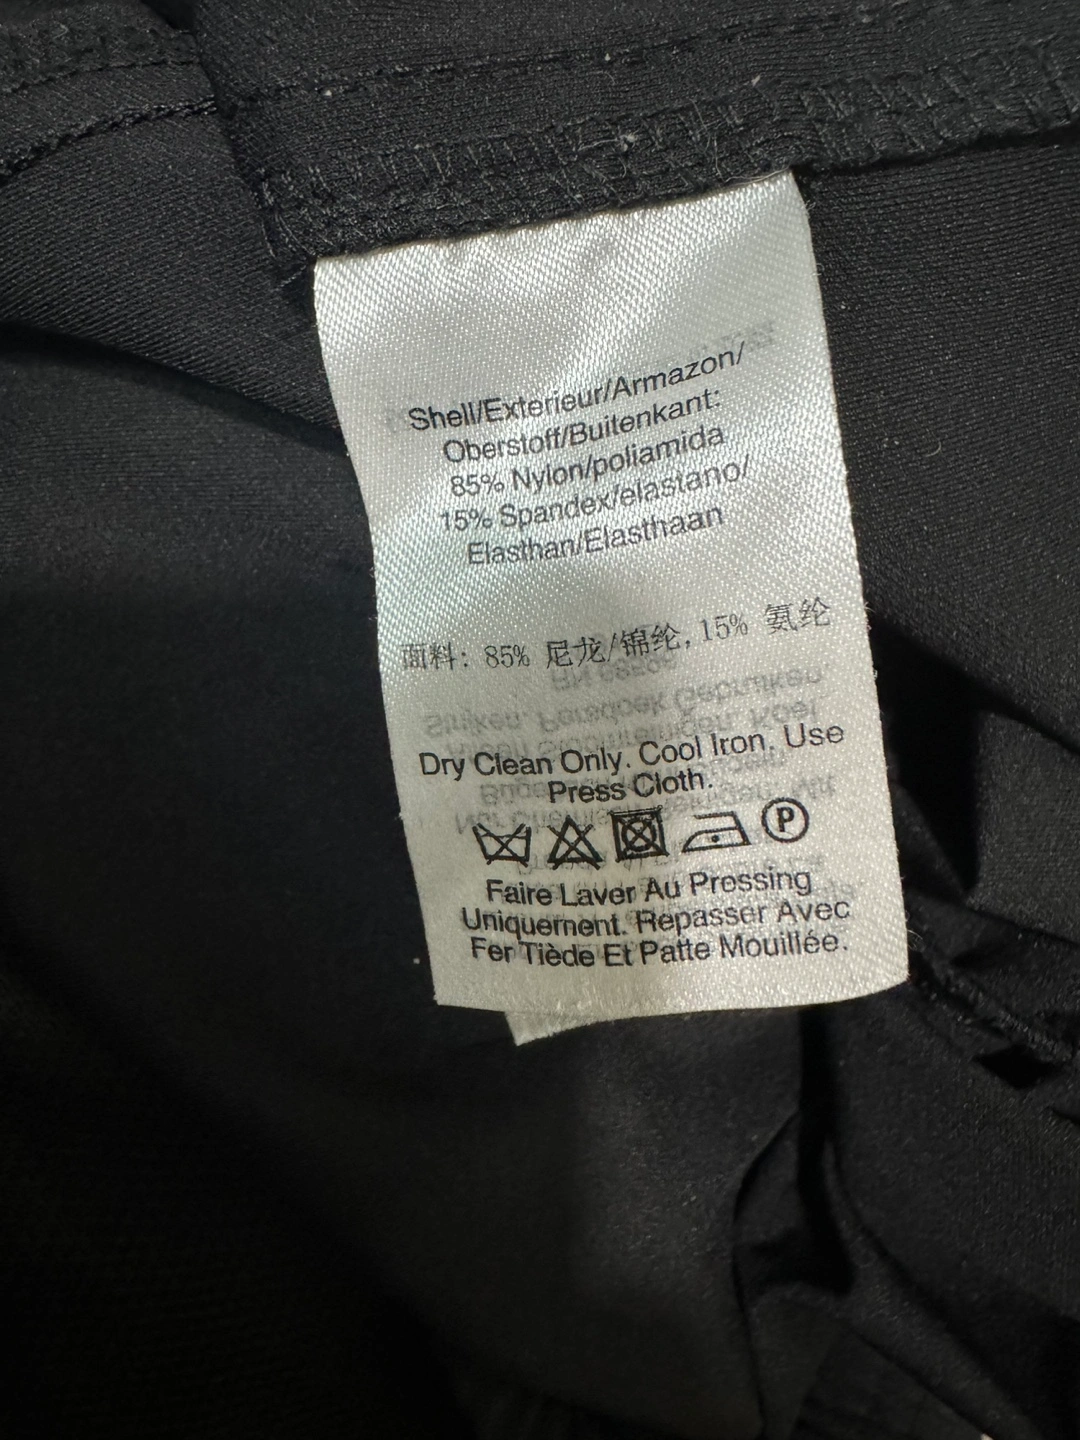 Shell/Exterieur/Armazon/
Oberstoff/Buitenkant:
85% Nylon/poliamida
15% Spandex/elastano/
Elasthan/Elasthaan
面料: 85% 尼龙/锦纶, 15% 氨纶
Dry Clean Only. Cool Iron, Use
Press Cloth.
P
Faire Laver Au Pressing
Uniquement. Repasser Avec
Fer Tiède Et Patte Mouillée.